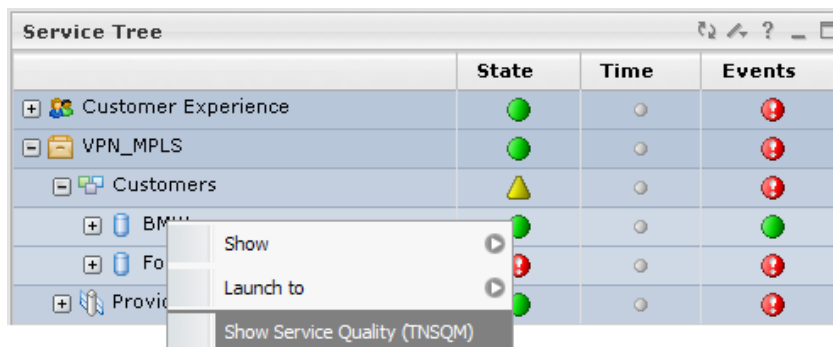 Service Tree
State Time Events
Customer Experience
VPN_MPLS
Customers
Show
Launch to
Show Service Quality (TNSQM)